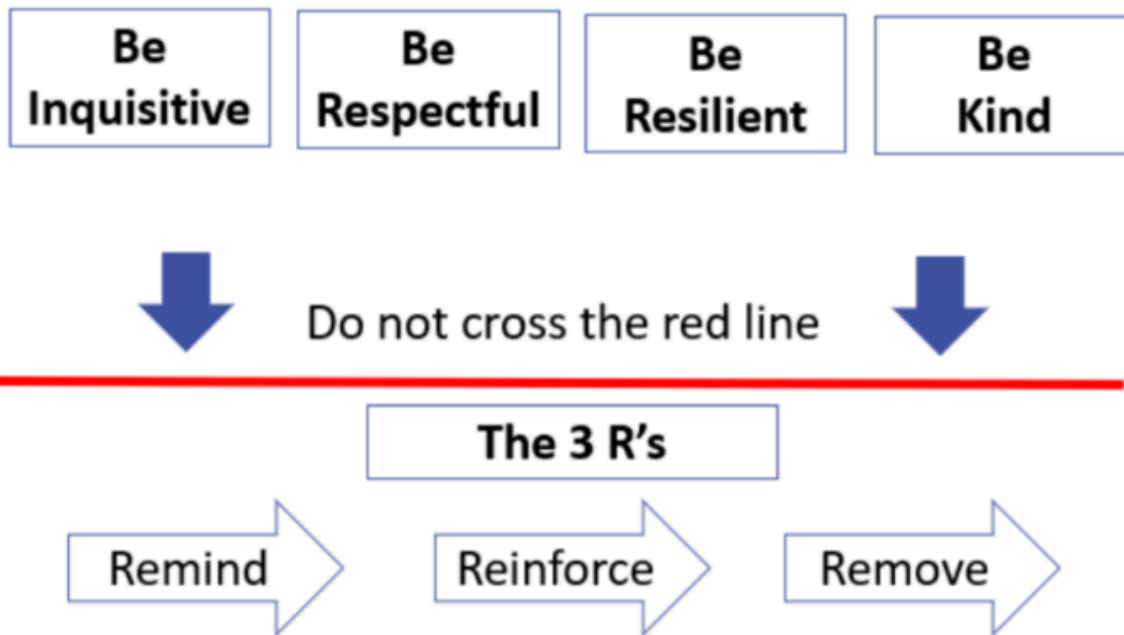 Be
Inquisitive
Be
Respectful
Be
Resilient
Be
Kind
Do not cross the red line
The 3 R's
Remind
Reinforce
Remove